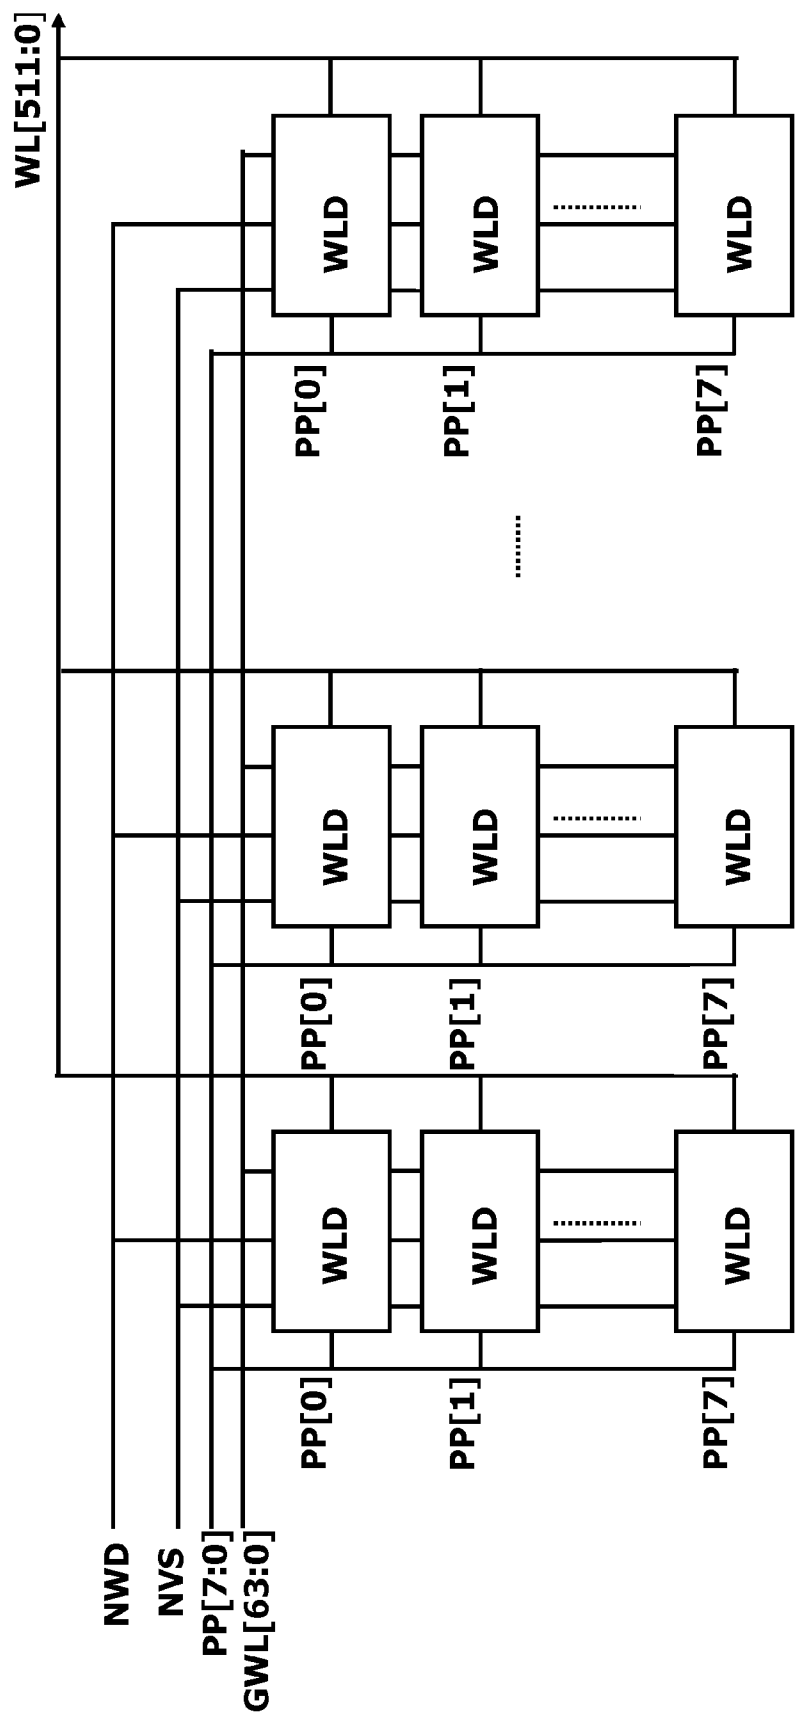 WL[511:0]
WLD
WLD
WLD
PP[0]
PP[1]
PP[7]
WLD
WLD
WLD
PP[0]
PP[1]
PP[7]
WLD
WLD
WLD
PP[0]
PP[1]
PP[7]
NWD
NVS
PP[7:0]
GWL[63:0]